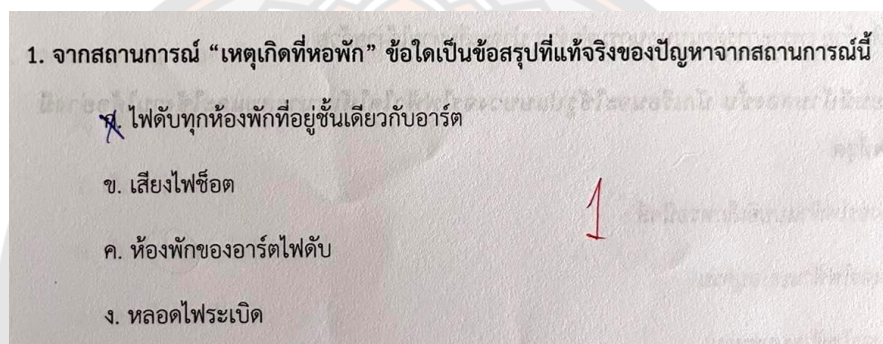 1. จากสถานการณ์ “เหตุเกิดที่หอพัก” ข้อใดเป็นข้อสรุปที่แท้จริงของปัญหาจากสถานการณ์นี้
ก. ไฟดับทุกห้องพักที่อยู่ชั้นเดียวกับอาร์ต
ข. เสียงไฟช็อต
1
ค. ห้องพักของอาร์ตไฟดับ
ง. หลอดไฟระเบิด